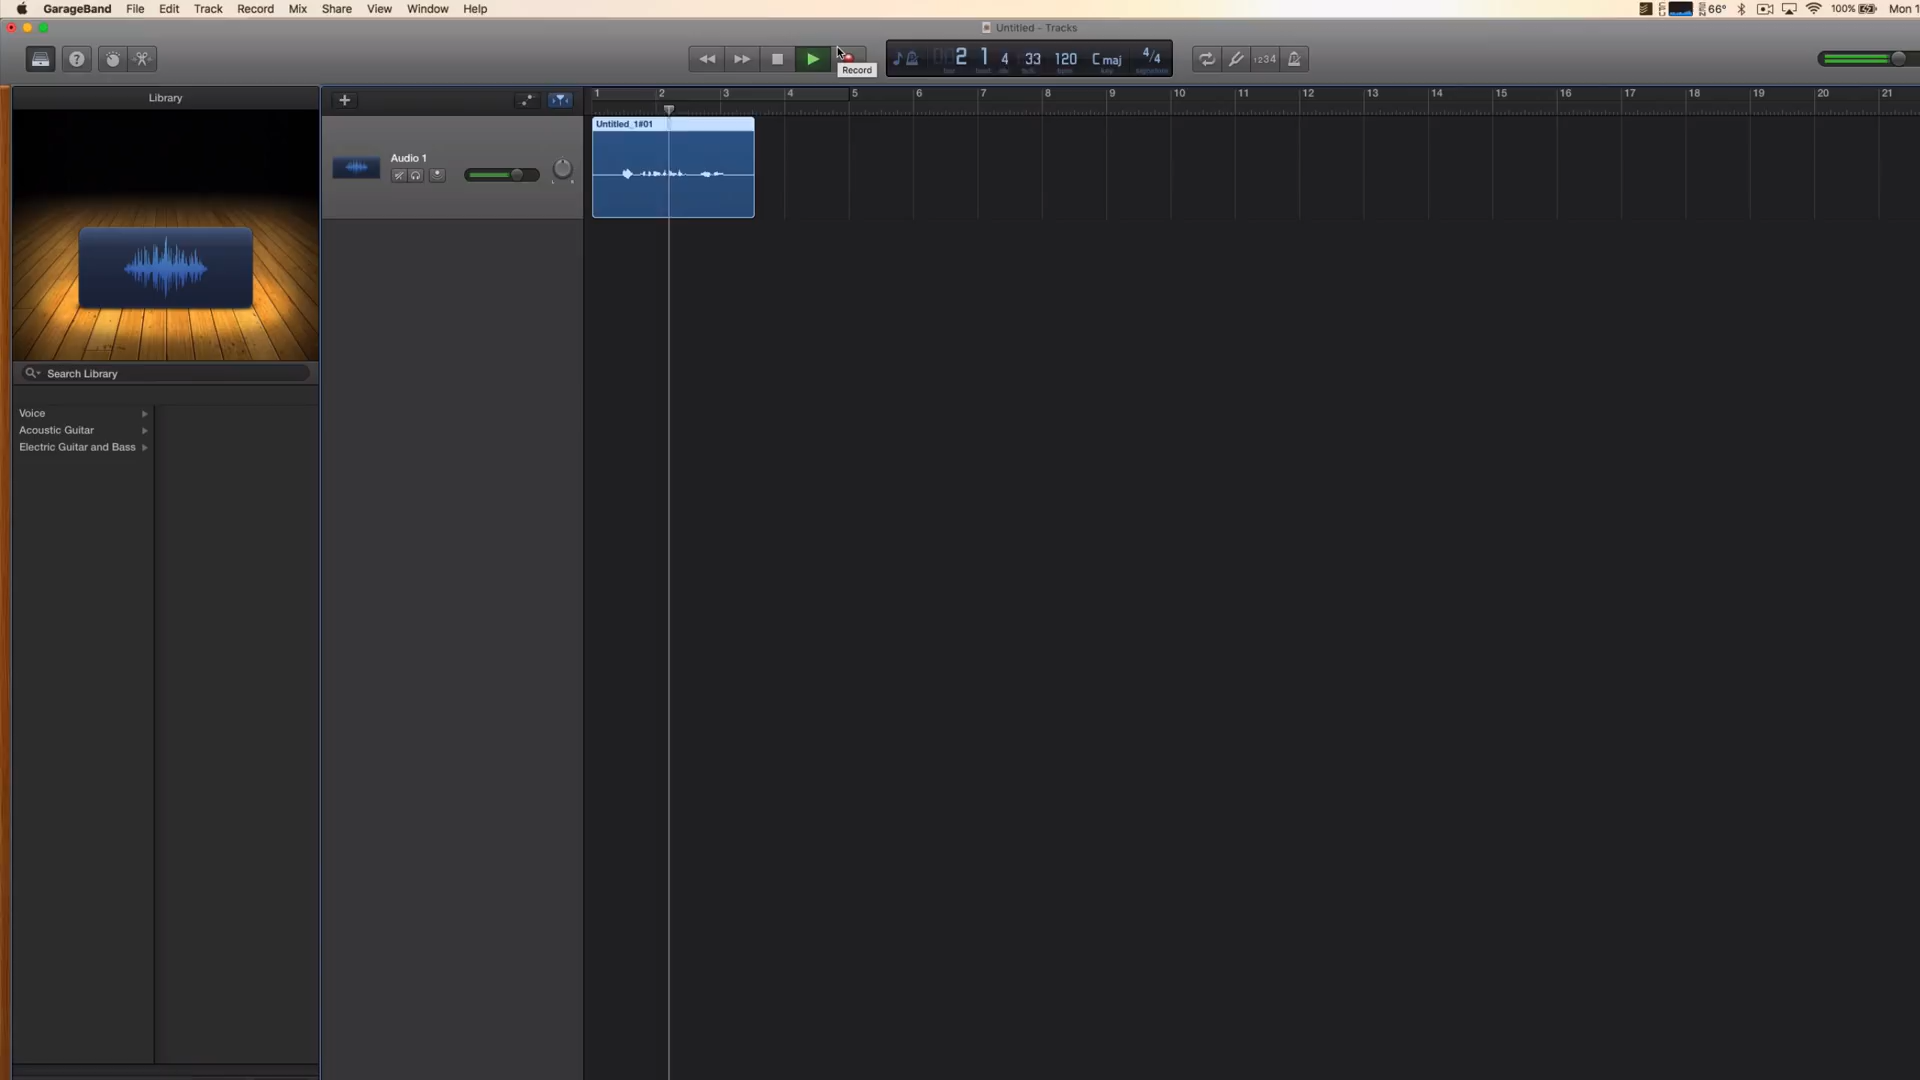 GarageBand File Edit Track Record Mix Share View Window Help
66° 100% Mon 1
Untitled - Tracks
2 1 4 33 120 C maj 4/4
1234
Record
Library
1 2 3 4 5 6 7 8 9 10 11 12 13 14 15 16 17 18 19 20 21
Untitled_1#01
Audio 1
Search Library
Voice
Acoustic Guitar
Electric Guitar and Bass